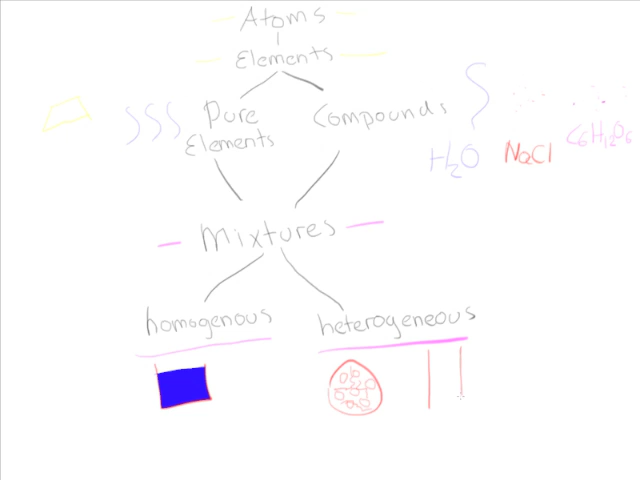 Atoms
Elements
Pure
Elements
Compounds
H2O
NaCl
C6H12O6
Mixtures
homogenous
heterogeneous